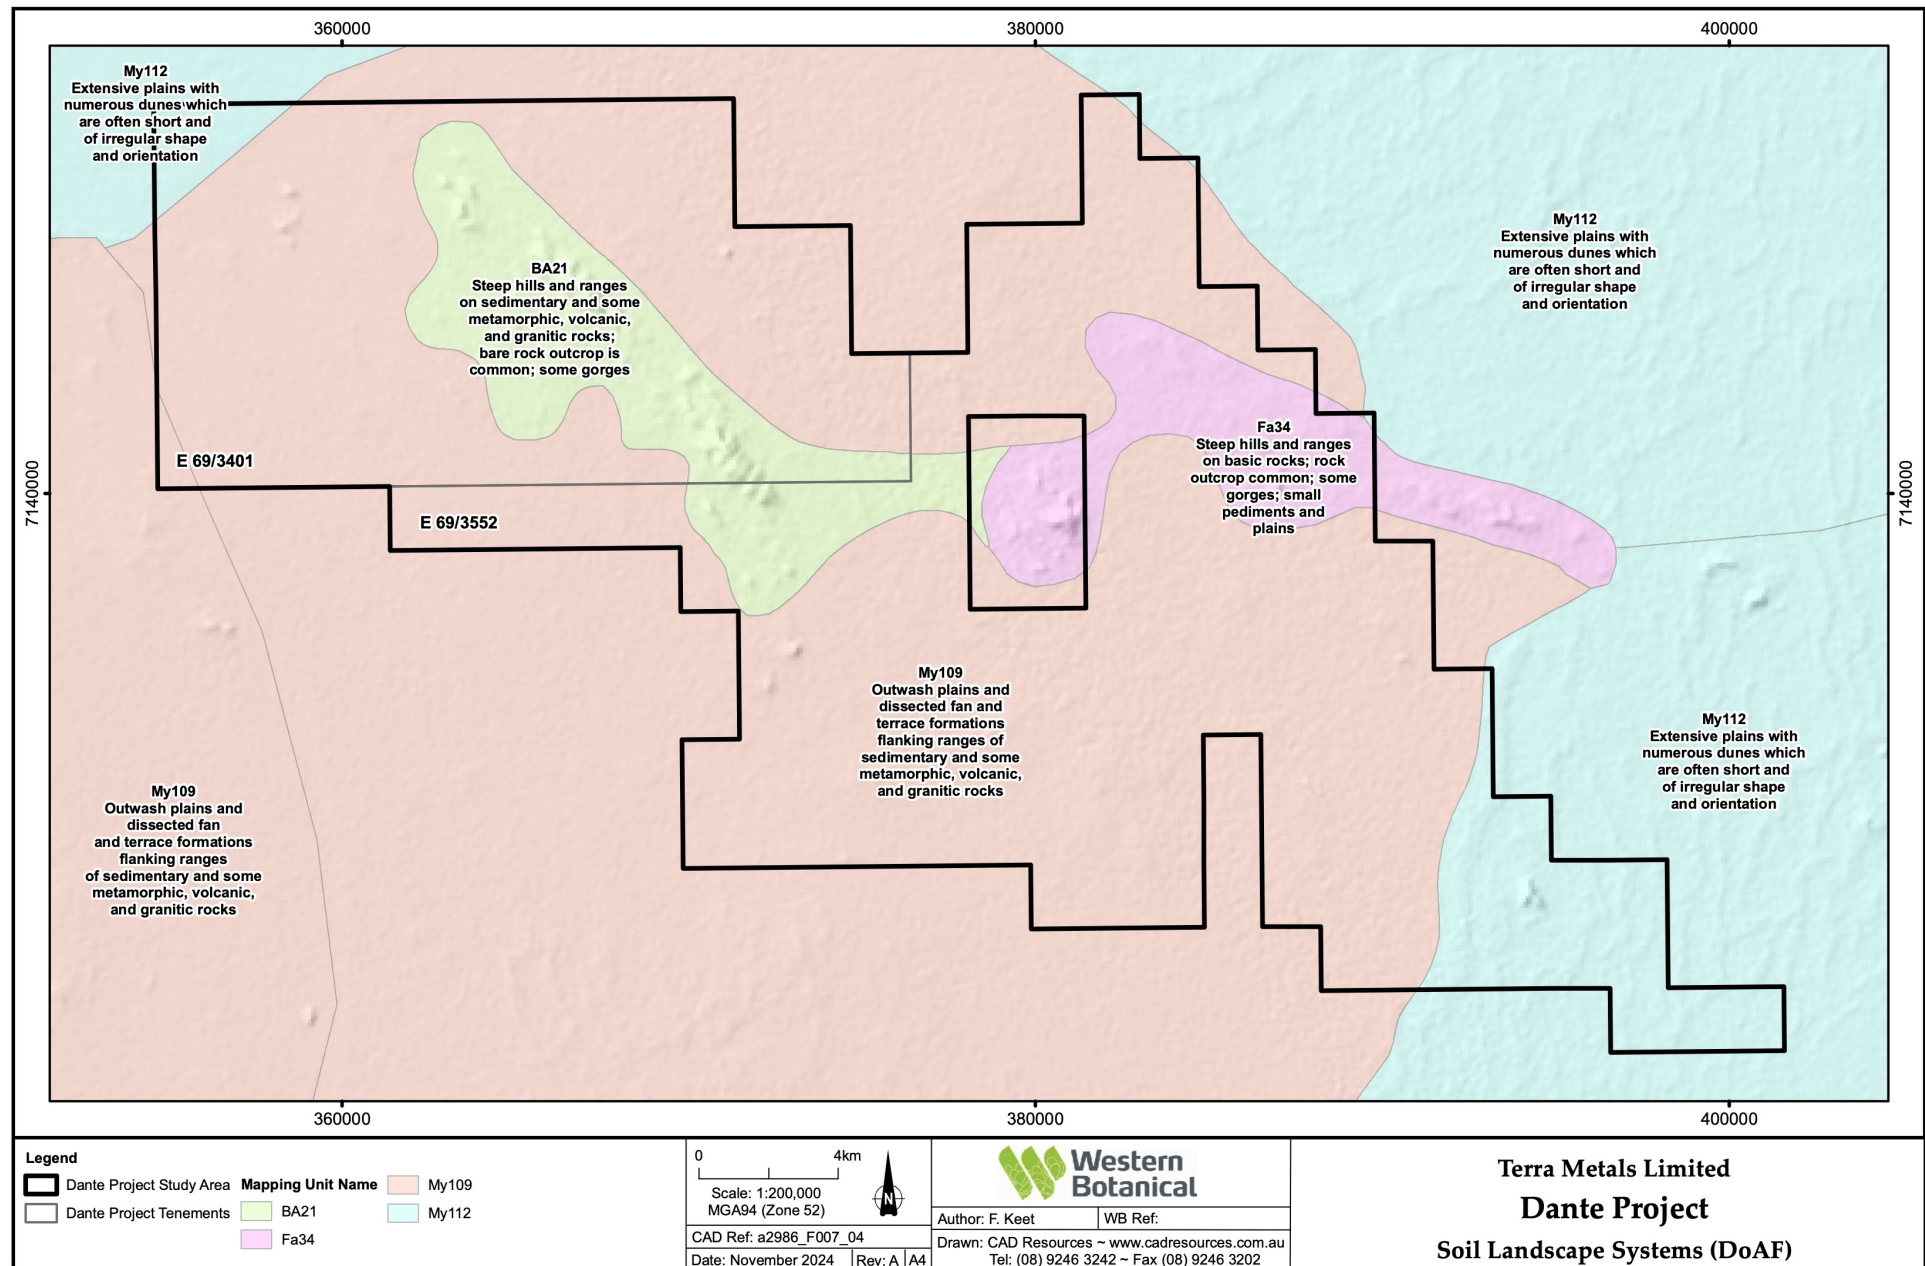 360000
380000
400000
My112
Extensive plains with
numerous dunes which
are often short and
of irregular shape
and orientation
My112
Extensive plains with
numerous dunes which
are often short and
of irregular shape
and orientation
BA21
Steep hills and ranges
on sedimentary and some
metamorphic, volcanic,
and granitic rocks;
bare rock outcrop is
common; some gorges
Fa34
Steep hills and ranges
on basic rocks; rock
outcrop common; some
gorges; small
pediments and
plains
E 69/3401
7140000
7140000
E 69/3552
My109
Outwash plains and
dissected fan and
terrace formations
flanking ranges of
sedimentary and some
metamorphic, volcanic,
and granitic rocks
My112
Extensive plains with
numerous dunes which
are often short and
of irregular shape
and orientation
My109
Outwash plains and
dissected fan
and terrace formations
flanking ranges
of sedimentary and some
metamorphic, volcanic,
and granitic rocks
360000
380000
400000
Legend
Dante Project Study Area
Dante Project Tenements
Mapping Unit Name
BA21
Fa34
My109
My112
0 4km
N
Scale: 1:200,000
MGA94 (Zone 52)
CAD Ref: a2986_F007_04
Date: November 2024 Rev: A A4
Western
Botanical
Author: F. Keet WB Ref:
Drawn: CAD Resources ~ www.cadresources.com.au
Tel: (08) 9246 3242 ~ Fax (08) 9246 3202
Terra Metals Limited
Dante Project
Soil Landscape Systems (DoAF)